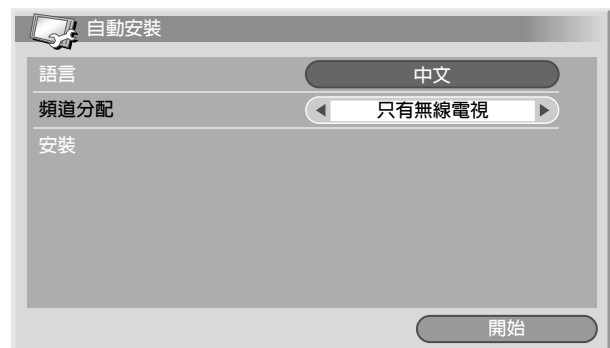 自動安裝
語言 中文
頻道分配 只有無線電視
安裝
開始